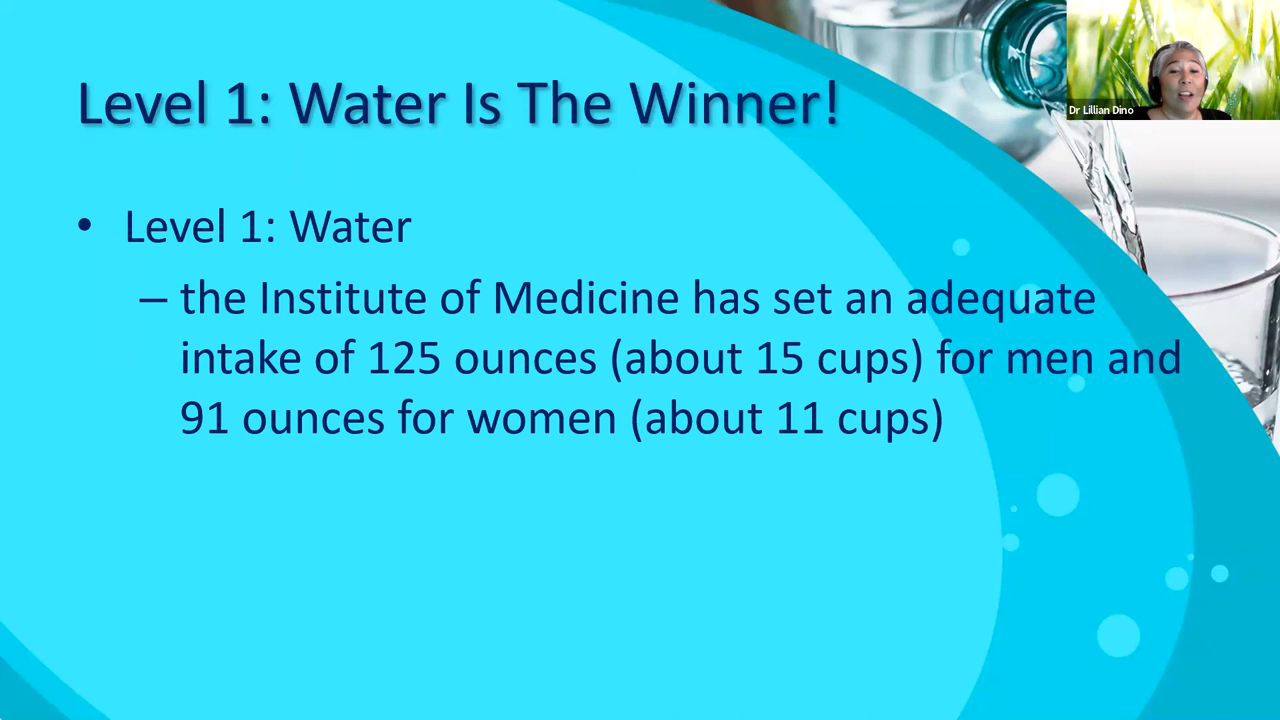 Level 1: Water Is The Winner!
Dr Lillian Dino
• Level 1: Water
– the Institute of Medicine has set an adequate
intake of 125 ounces (about 15 cups) for men and
91 ounces for women (about 11 cups)